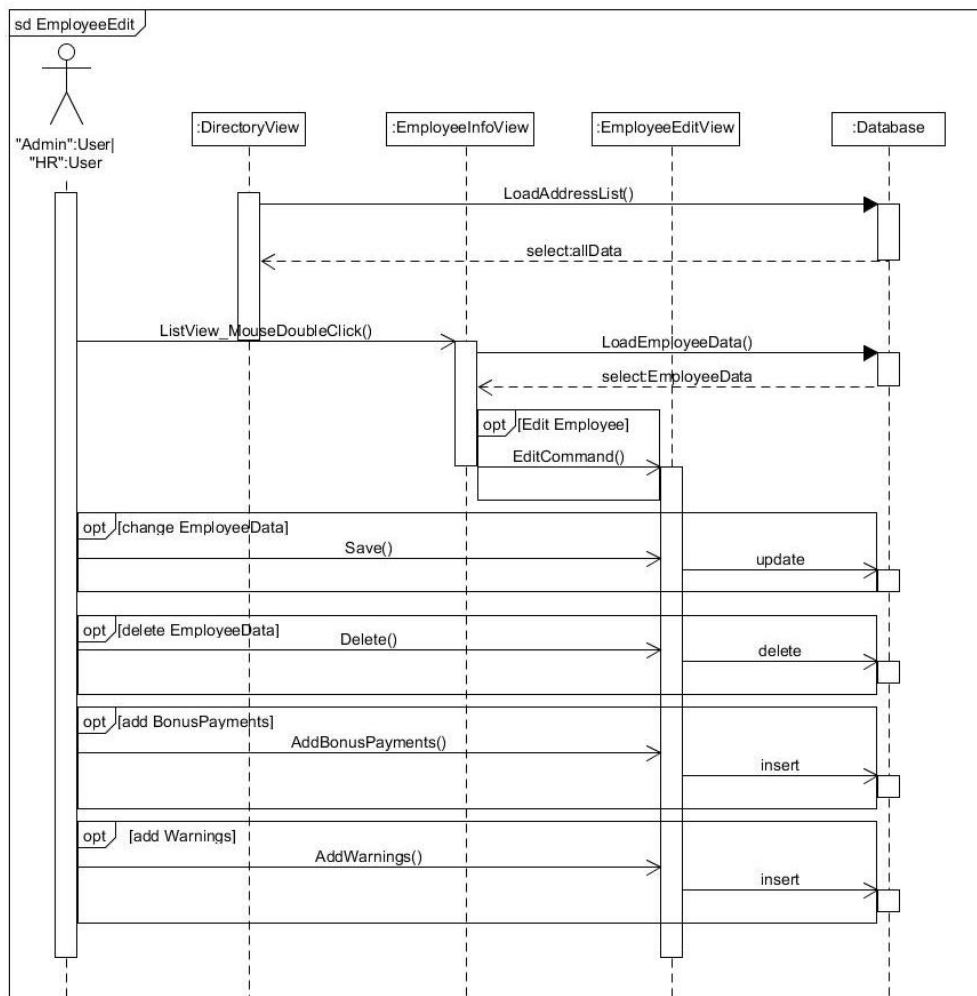 sd EmployeeEdit
"Admin":User|
"HR":User
:DirectoryView
:EmployeeInfoView
:EmployeeEditView
:Database
LoadAddressList()
select:allData
ListView_MouseDoubleClick()
LoadEmployeeData()
select:EmployeeData
opt [Edit Employee]
EditCommand()
opt [change EmployeeData]
Save()
update
opt [delete EmployeeData]
Delete()
delete
opt [add BonusPayments]
AddBonusPayments()
insert
opt [add Warnings]
AddWarnings()
insert